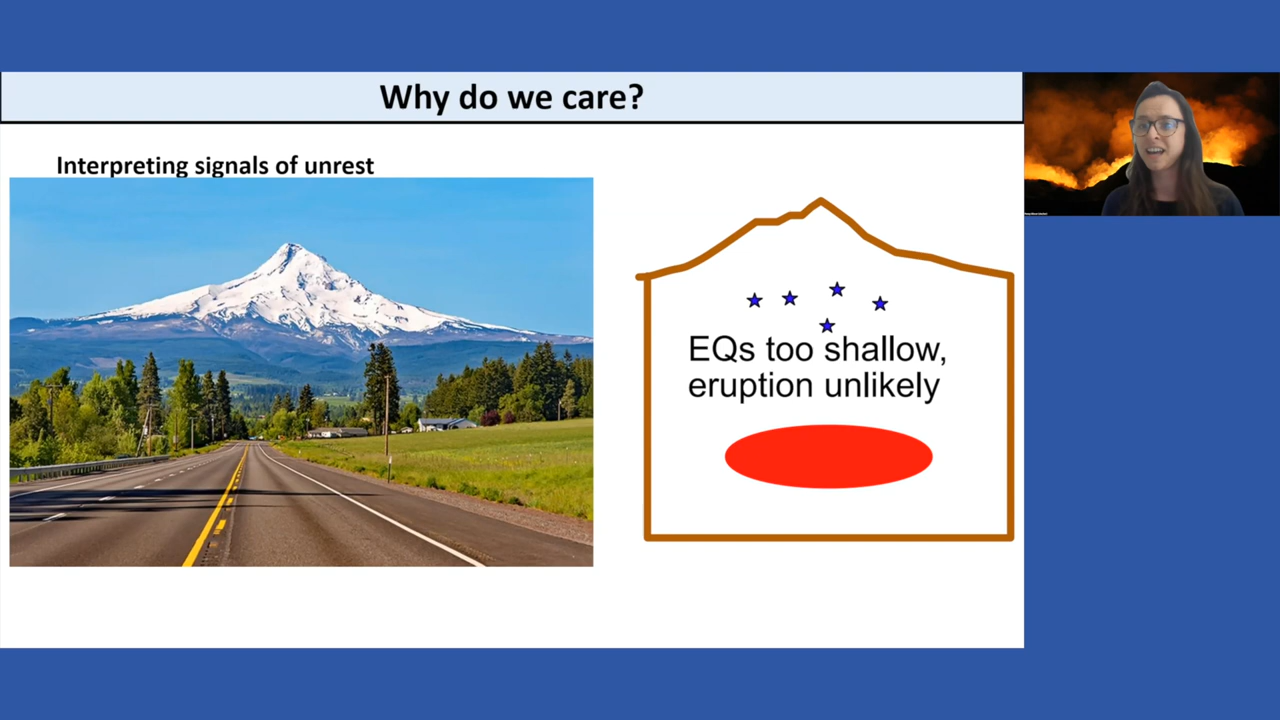 Why do we care?
Interpreting signals of unrest
EQs too shallow,
eruption unlikely